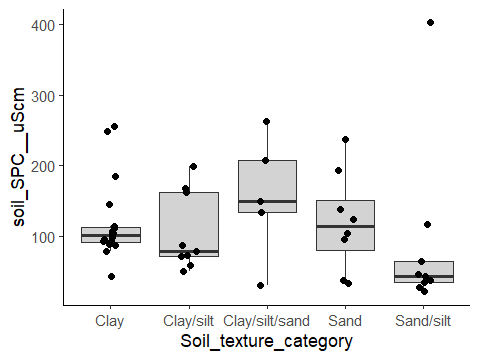 400
300
200
100
soil_SPC__uScm
Clay Clay/silt Clay/silt/sand Sand Sand/silt
Soil_texture_category